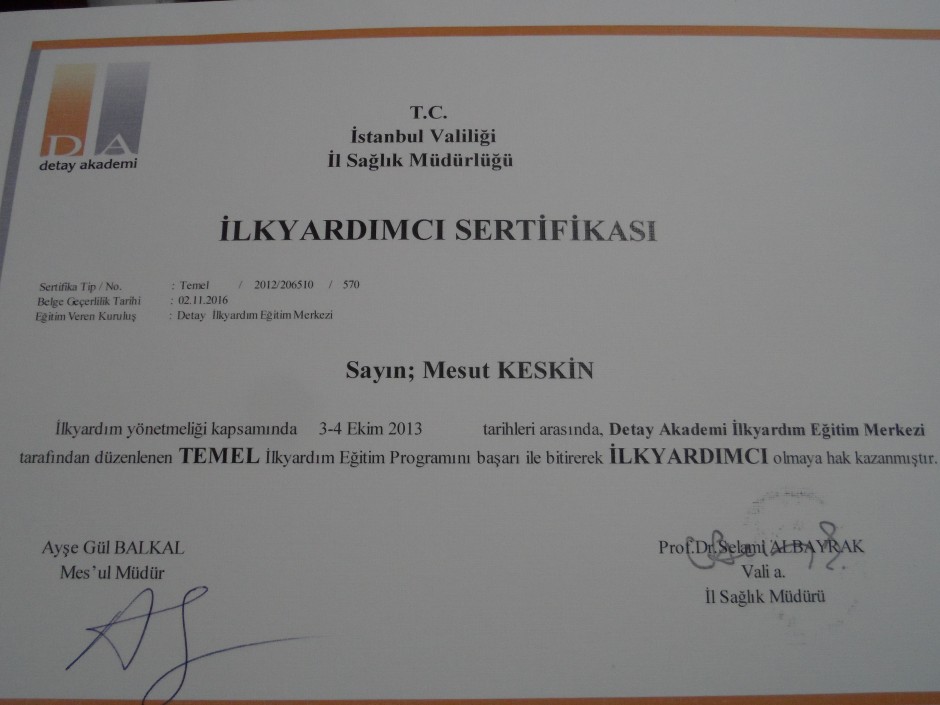 DA
detay akademi
T.C.
İstanbul Valiliği
İl Sağlık Müdürlüğü
İLKYARDIMCI SERTİFİKASI
Sertifika Tip / No. : Temel / 2012/206510 / 570
Belge Geçerlilik Tarihi : 02.11.2016
Eğitim Veren Kuruluş : Detay İlkyardım Eğitim Merkezi
Sayın; Mesut KESKİN
İlkyardım yönetmeliği kapsamında 3-4 Ekim 2013 tarihleri arasında, Detay Akademi İlkyardım Eğitim Merkezi
tarafından düzenlenen TEMEL İlkyardım Eğitim Programını başarı ile bitirerek İLKYARDIMCI olmaya hak kazanmıştır.
Ayşe Gül BALKAL
Mes'ul Müdür
Prof.Dr.Selami ALBAYRAK
Vali a.
İl Sağlık Müdürü